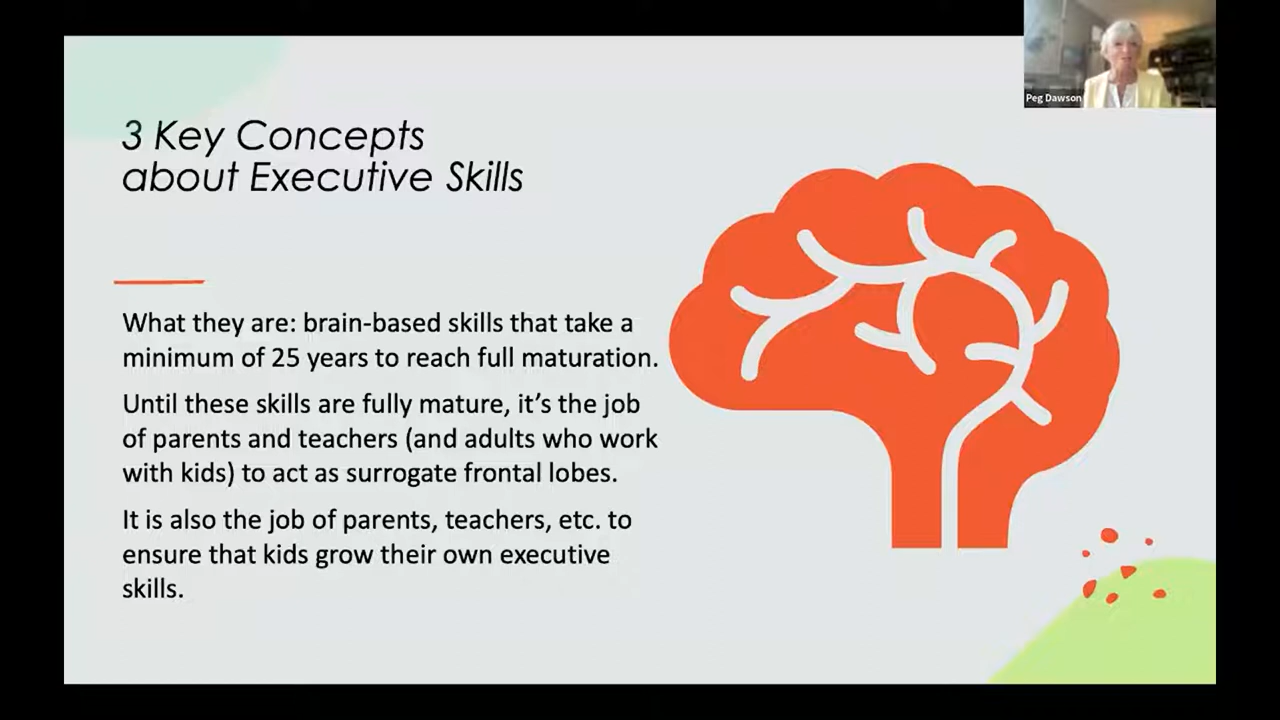 Peg Dawson
3 Key Concepts
about Executive Skills
What they are: brain-based skills that take a
minimum of 25 years to reach full maturation.
Until these skills are fully mature, it’s the job
of parents and teachers (and adults who work
with kids) to act as surrogate frontal lobes.
It is also the job of parents, teachers, etc. to
ensure that kids grow their own executive
skills.